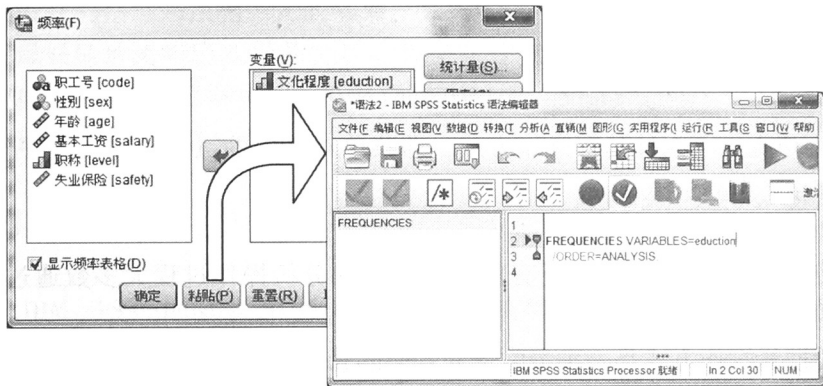 频率(F)
变量(V):
统计量(S)...
职工号 [code]
性别 [sex]
年龄 [age]
基本工资 [salary]
职称 [level]
失业保险 [safety]
文化程度 [eduction]
显示频率表格(D)
确定
粘贴(P)
重置(R)
*语法2 - IBM SPSS Statistics 语法编辑器
文件(F 编辑(E 视图(V 数据(D 转换(T 分析(A 直销(M 图形(G 实用程序( 运行(R 工具(S 窗口(W 帮助
FREQUENCIES
1
2 FREQUENCIES VARIABLES=eduction
3 /ORDER=ANALYSIS.
4
IBM SPSS Statistics Processor 就绪 In 2 Col 30 NUM